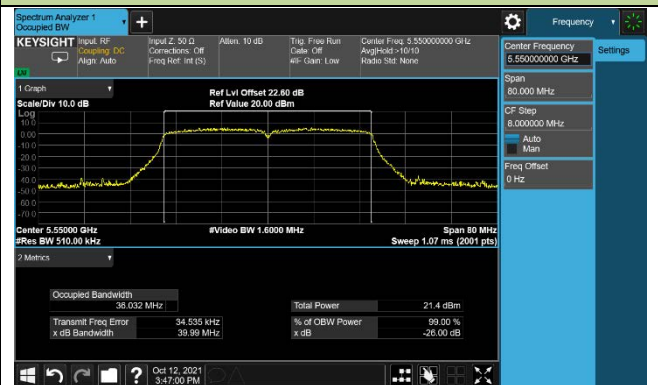 Spectrum Analyzer 1
Occupied BW
+
Frequency
KEYSIGHT
Input: RF
Coupling: DC
Align: Auto
Input Z: 50 Ω
Corrections: Off
Freq Ref: Int (S)
Atten: 10 dB
Trig: Free Run
Gate: Off
#IF Gain: Low
Center Freq: 5.550000000 GHz
Avg|Hold:>10/10
Radio Std: None
Center Frequency
5.550000000 GHz
Settings
Span
80.000 MHz
CF Step
8.000000 MHz
Auto
Man
Freq Offset
0 Hz
1 Graph
Scale/Div 10.0 dB
Ref Lvl Offset 22.60 dB
Ref Value 20.00 dBm
Log
10.0
0.00
-10.0
-20.0
-30.0
-40.0
-50.0
-60.0
-70.0
Center 5.55000 GHz
#Res BW 510.00 kHz
#Video BW 1.6000 MHz
Span 80 MHz
Sweep 1.07 ms (2001 pts)
2 Metrics
Occupied Bandwidth
36.032 MHz
Total Power
21.4 dBm
Transmit Freq Error
34.535 kHz
% of OBW Power
99.00 %
x dB Bandwidth
39.99 MHz
x dB
-26.00 dB
?
Oct 12, 2021
3:47:00 PM